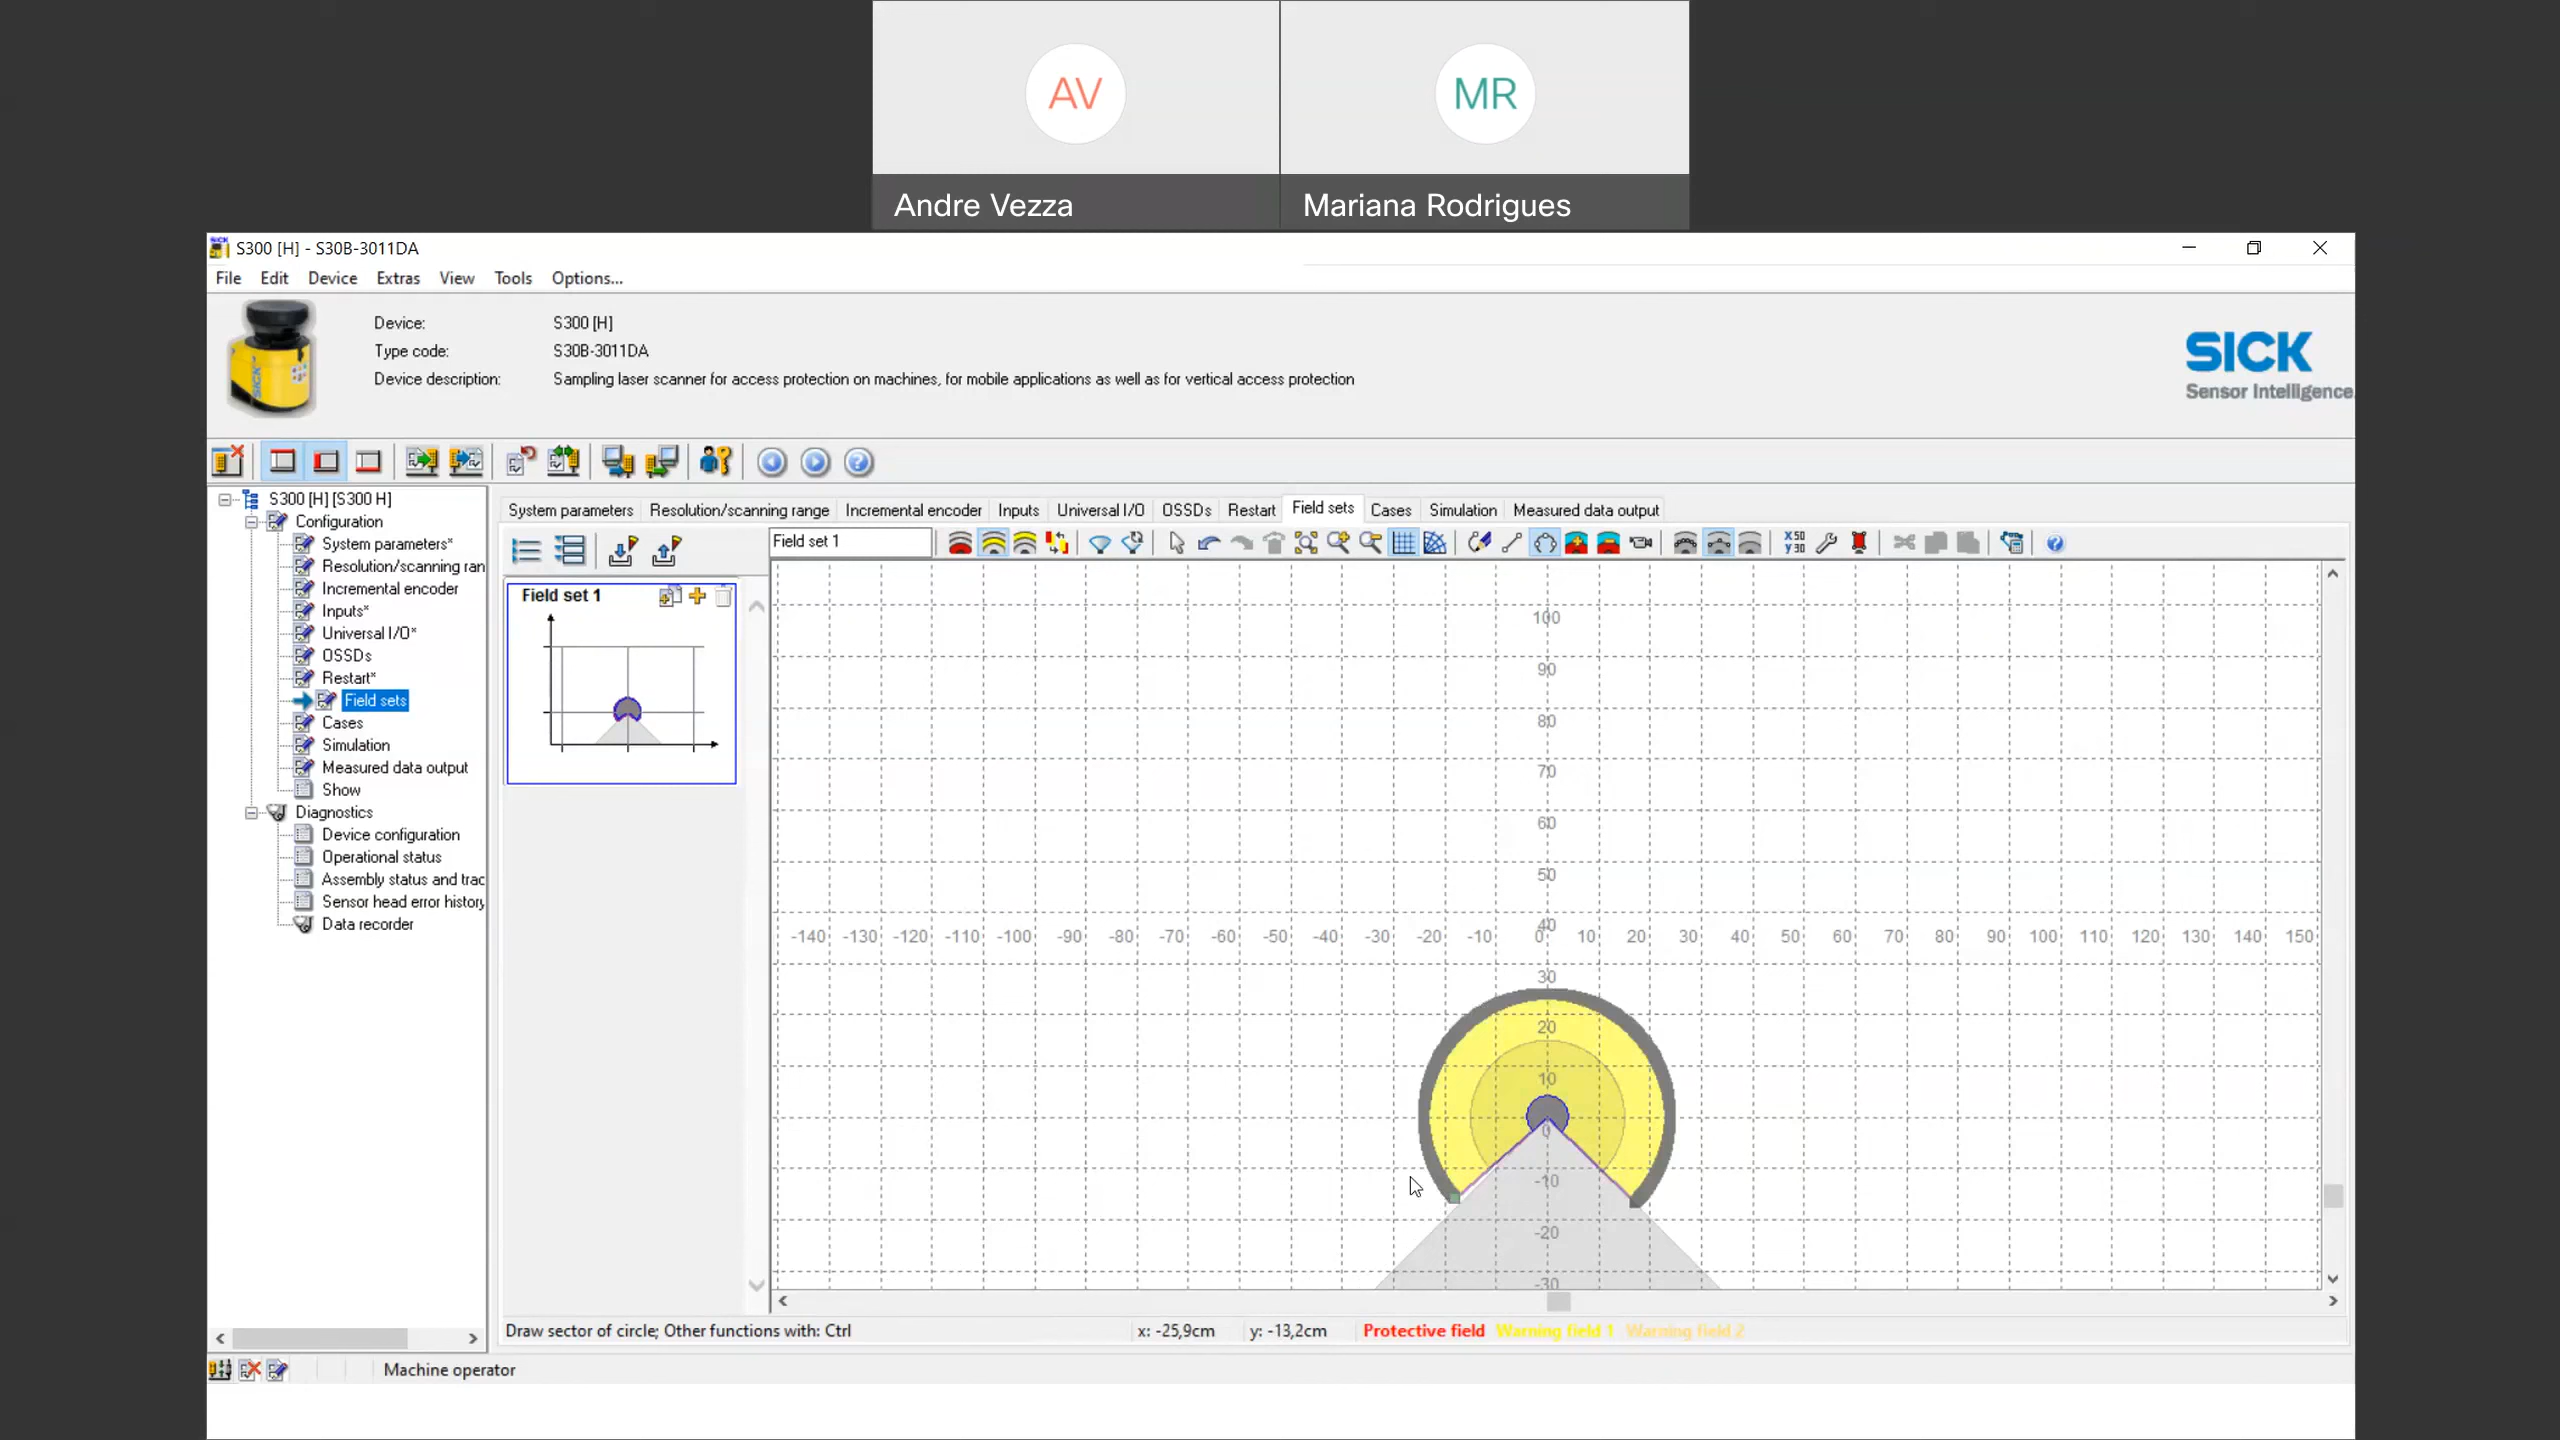 AV
MR
Andre Vezza
Mariana Rodrigues
S300 [H] - S30B-3011DA
File Edit Device Extras View Tools Options...
Device: S300 [H]
Type code: S30B-3011DA
Device description: Sampling laser scanner for access protection on machines, for mobile applications as well as for vertical access protection
SICK
Sensor Intelligence.
S300 [H] [S300 H]
Configuration
System parameters*
Resolution/scanning ran
Incremental encoder
Inputs*
Universal I/O*
OSSDs
Restart*
Field sets
Cases
Simulation
Measured data output
Show
Diagnostics
Device configuration
Operational status
Assembly status and trac
Sensor head error history
Data recorder
System parameters Resolution/scanning range Incremental encoder Inputs Universal I/O OSSDs Restart Field sets Cases Simulation Measured data output
Field set 1
X 50
y 30
Field set 1
100
90
80
70
60
50
40
-140 -130 -120 -110 -100 -90 -80 -70 -60 -50 -40 -30 -20 -10 0 10 20 30 40 50 60 70 80 90 100 110 120 130 140 150
30
20
10
0
-10
-20
-30
Draw sector of circle; Other functions with: Ctrl x: -25,9cm y: -13,2cm Protective field Warning field 1 Warning field 2
Machine operator